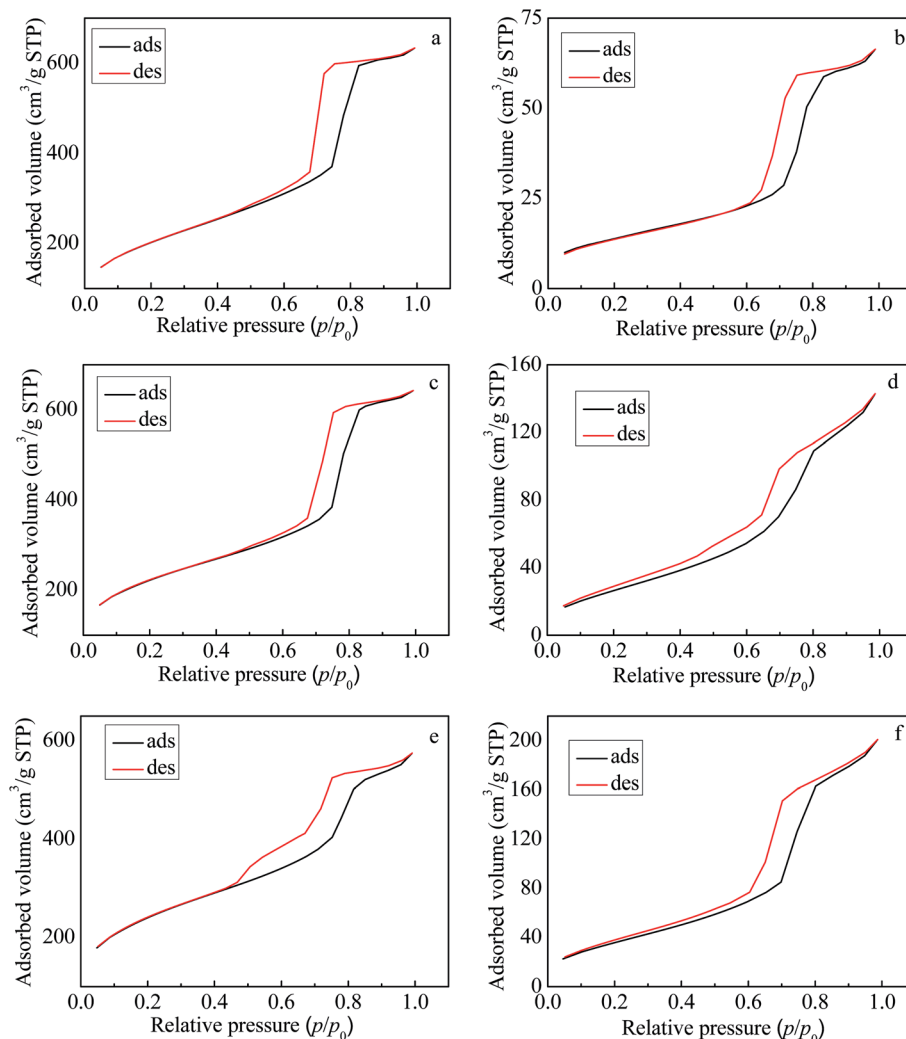 a
ads
des
600
400
200
0.0 0.2 0.4 0.6 0.8 1.0
Relative pressure (p/p₀)
Adsorbed volume (cm³/g STP)
b
ads
des
75
50
25
0
0.0 0.2 0.4 0.6 0.8 1.0
Relative pressure (p/p₀)
Adsorbed volume (cm³/g STP)
c
ads
des
600
400
200
0.0 0.2 0.4 0.6 0.8 1.0
Relative pressure (p/p₀)
Adsorbed volume (cm³/g STP)
d
ads
des
160
120
80
40
0
0.0 0.2 0.4 0.6 0.8 1.0
Relative pressure (p/p₀)
Adsorbed volume (cm³/g STP)
e
ads
des
600
400
200
0.0 0.2 0.4 0.6 0.8 1.0
Relative pressure (p/p₀)
Adsorbed volume (cm³/g STP)
f
ads
des
200
160
120
80
40
0
0.0 0.2 0.4 0.6 0.8 1.0
Relative pressure (p/p₀)
Adsorbed volume (cm³/g STP)